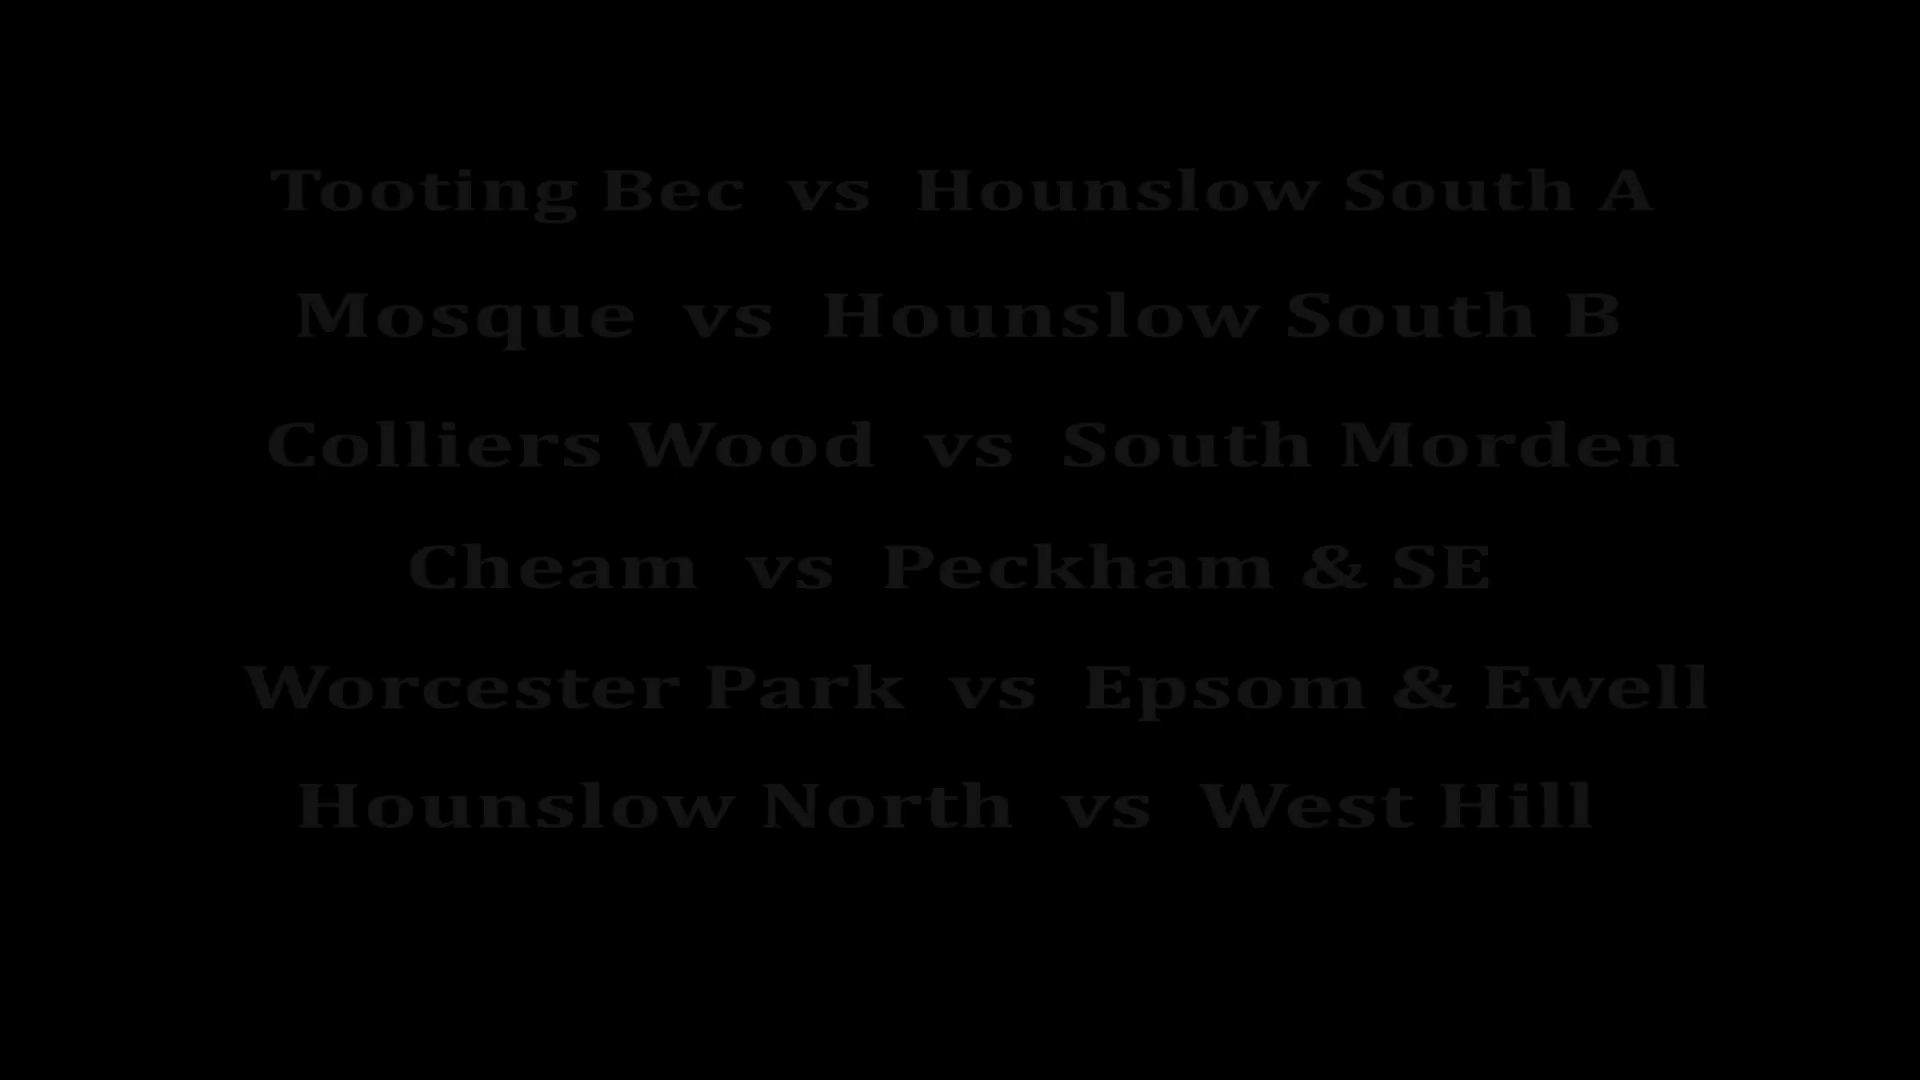 Tooting Bec vs Hounslow South A
Mosque vs Hounslow South B
Colliers Wood vs South Morden
Cheam vs Peckham & SE
Worcester Park vs Epsom & Ewell
Hounslow North vs West Hill